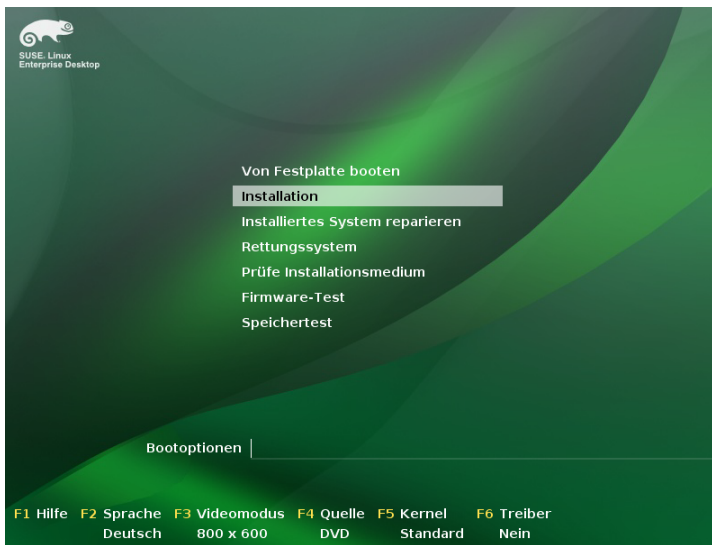 SUSE. Linux
Enterprise Desktop
Von Festplatte booten
Installation
Installiertes System reparieren
Rettungssystem
Prüfe Installationsmedium
Firmware-Test
Speichertest
Bootoptionen
F1 Hilfe F2 Sprache F3 Videomodus F4 Quelle F5 Kernel F6 Treiber
Deutsch 800 x 600 DVD Standard Nein